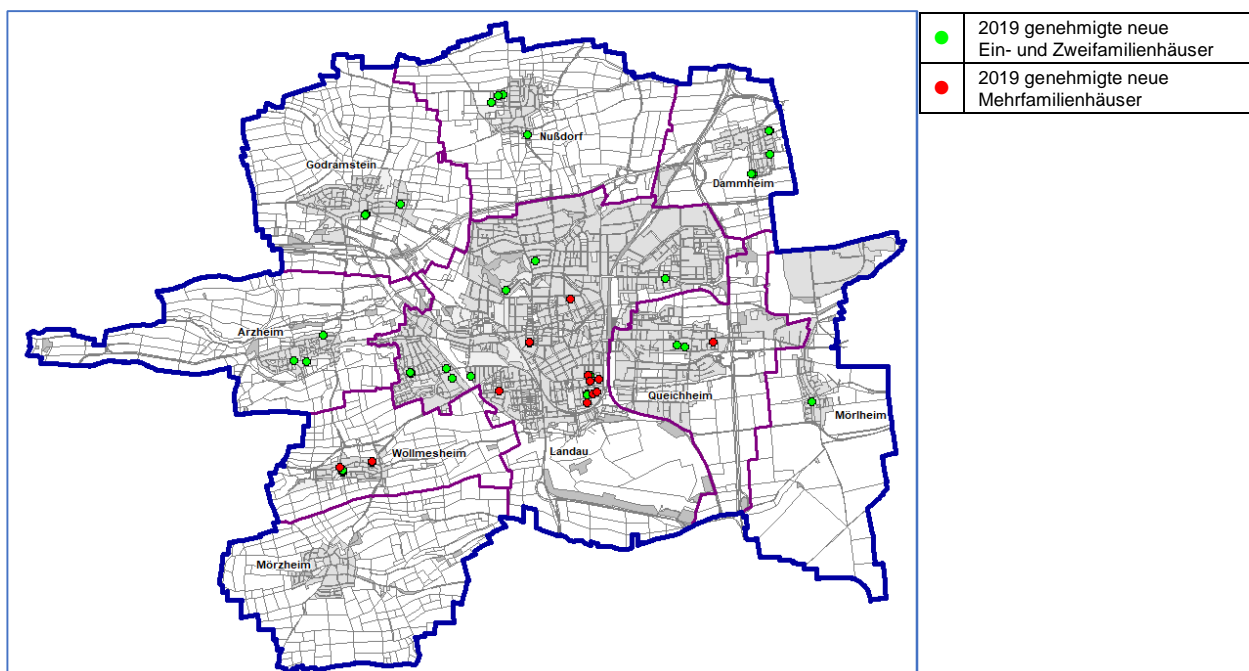 2019 genehmigte neue
Ein- und Zweifamilienhäuser
2019 genehmigte neue
Mehrfamilienhäuser
Nußdorf
Godramstein
Dammheim
Arzheim
Queichheim
Mörlheim
Wollmesheim
Landau
Mörzheim